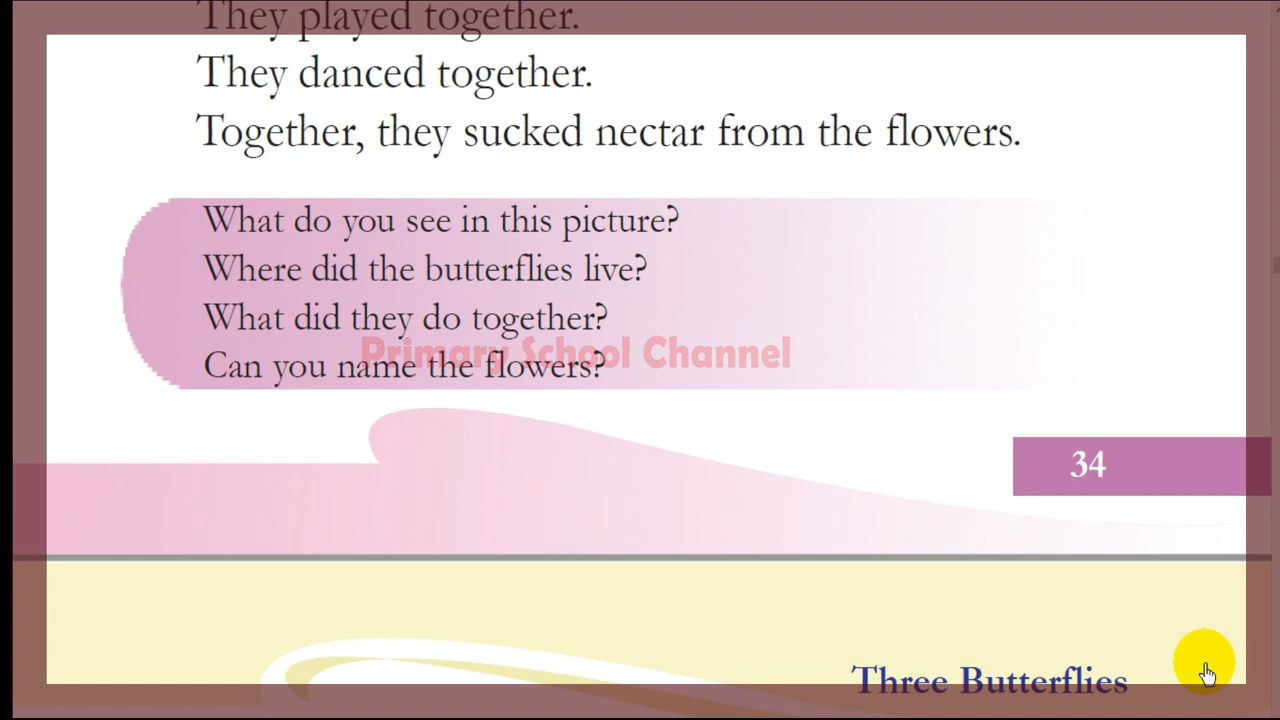 They played together.
They danced together.
Together, they sucked nectar from the flowers.
What do you see in this picture?
Where did the butterflies live?
What did they do together?
Primary School Channel
Can you name the flowers?
34
Three Butterflies